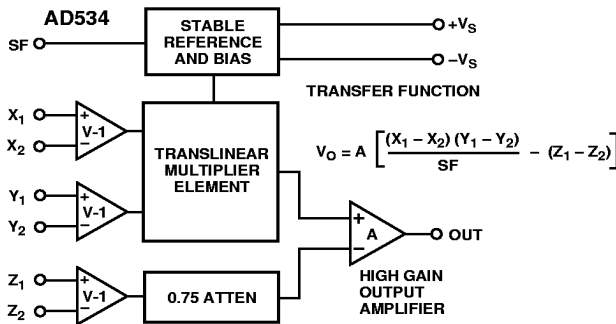 AD534
SF
STABLE
REFERENCE
AND BIAS
+VS
−VS
TRANSFER FUNCTION
X1
X2
+
−
V-1
TRANSLINEAR
MULTIPLIER
ELEMENT
VO = A [ (X1 − X2) (Y1 − Y2) / SF − (Z1 − Z2) ]
Y1
Y2
+
−
V-1
+
−
A
OUT
Z1
Z2
+
−
V-1
0.75 ATTEN
HIGH GAIN
OUTPUT
AMPLIFIER